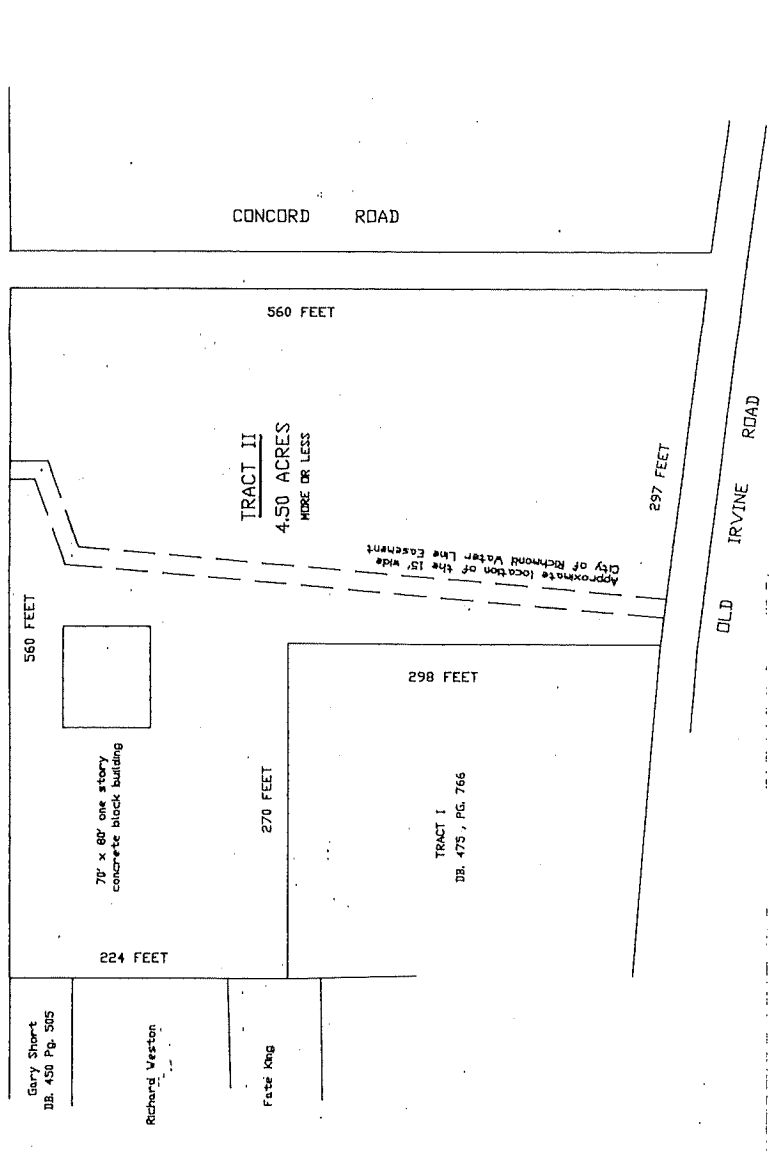 CONCORD ROAD
560 FEET
TRACT II
4.50 ACRES
MORE OR LESS
297 FEET
Approximate location of the 15' wide
City of Richmond Water Line Easement
OLD IRVINE ROAD
560 FEET
70' x 80' one story
concrete block building
270 FEET
298 FEET
TRACT I
DB. 475 , PG. 766
224 FEET
Gary Short
DB. 450 Pg. 505
Richard Weston
Fate King